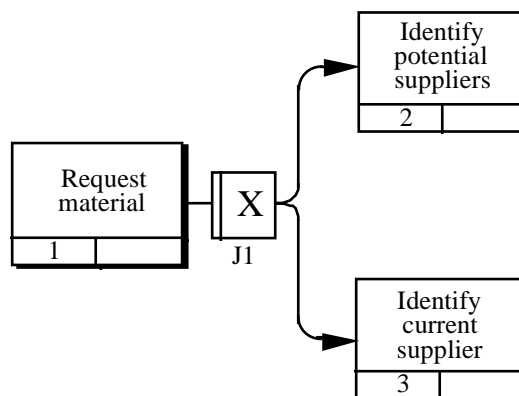 Identify
potential
suppliers
2
Request
material
1
X
J1
Identify
current
supplier
3